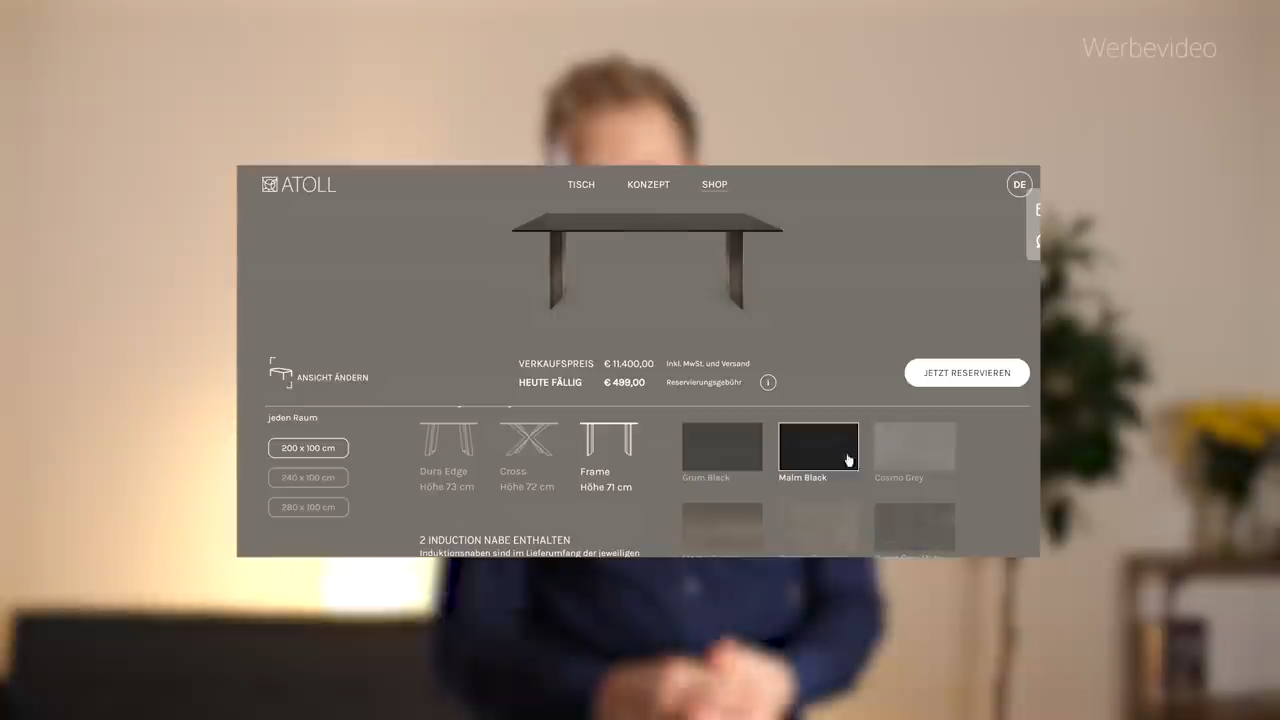 Werbevideo
ATOLL
TISCH KONZEPT SHOP
DE
ANSICHT ÄNDERN
VERKAUFSPREIS € 11.400,00 Inkl. MwSt. und Versand
HEUTE FÄLLIG € 499,00 Reservierungsgebühr i
JETZT RESERVIEREN
jeden Raum
200 x 100 cm
240 x 100 cm
280 x 100 cm
Dura Edge
Höhe 73 cm
Cross
Höhe 72 cm
Frame
Höhe 71 cm
Grum Black
Malm Black
Cosmo Grey
2 INDUCTION NABE ENTHALTEN
Induktionsnaben sind im Lieferumfang der jeweiligen